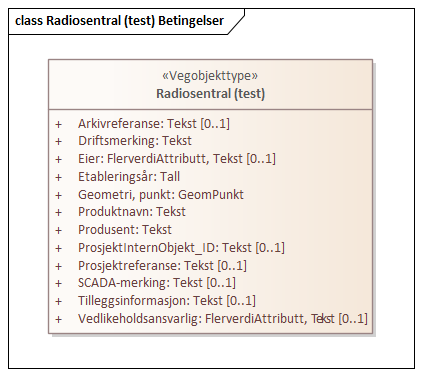 class Radiosentral (test) Betingelser
«Vegobjekttype»
Radiosentral (test)
+ Arkivreferanse: Tekst [0..1]
+ Driftsmerking: Tekst
+ Eier: FlerverdiAttributt, Tekst [0..1]
+ Etableringsår: Tall
+ Geometri, punkt: GeomPunkt
+ Produktnavn: Tekst
+ Produsent: Tekst
+ ProsjektInternObjekt_ID: Tekst [0..1]
+ Prosjektreferanse: Tekst [0..1]
+ SCADA-merking: Tekst [0..1]
+ Tilleggsinformasjon: Tekst [0..1]
+ Vedlikeholdsansvarlig: FlerverdiAttributt, Tekst [0..1]